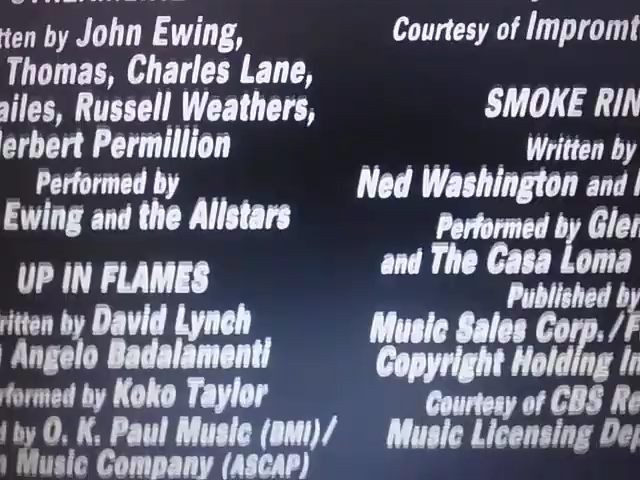 tten by John Ewing,
Thomas, Charles Lane,
ailes, Russell Weathers,
erbert Permillion
Performed by
Ewing and the Allstars
UP IN FLAMES
ritten by David Lynch
Angelo Badalamenti
rformed by Koko Taylor
d by O. K. Paul Music (BMI)/
n Music Company (ASCAP)
Courtesy of Impromt
SMOKE RIN
Written by
Ned Washington and
Performed by Glen
and The Casa Loma
Published by
Music Sales Corp./F
Copyright Holding In
Courtesy of CBS Re
Music Licensing Dep